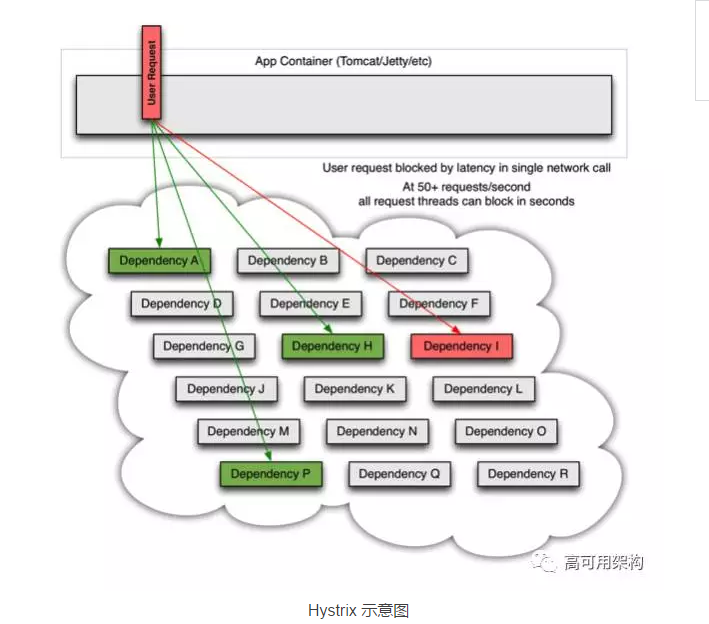 User Request
App Container (Tomcat/Jetty/etc)
User request blocked by latency in single network call
At 50+ requests/second
all request threads can block in seconds
Dependency A
Dependency B
Dependency C
Dependency D
Dependency E
Dependency F
Dependency G
Dependency H
Dependency I
Dependency J
Dependency K
Dependency L
Dependency M
Dependency N
Dependency O
Dependency P
Dependency Q
Dependency R
高可用架构
Hystrix 示意图